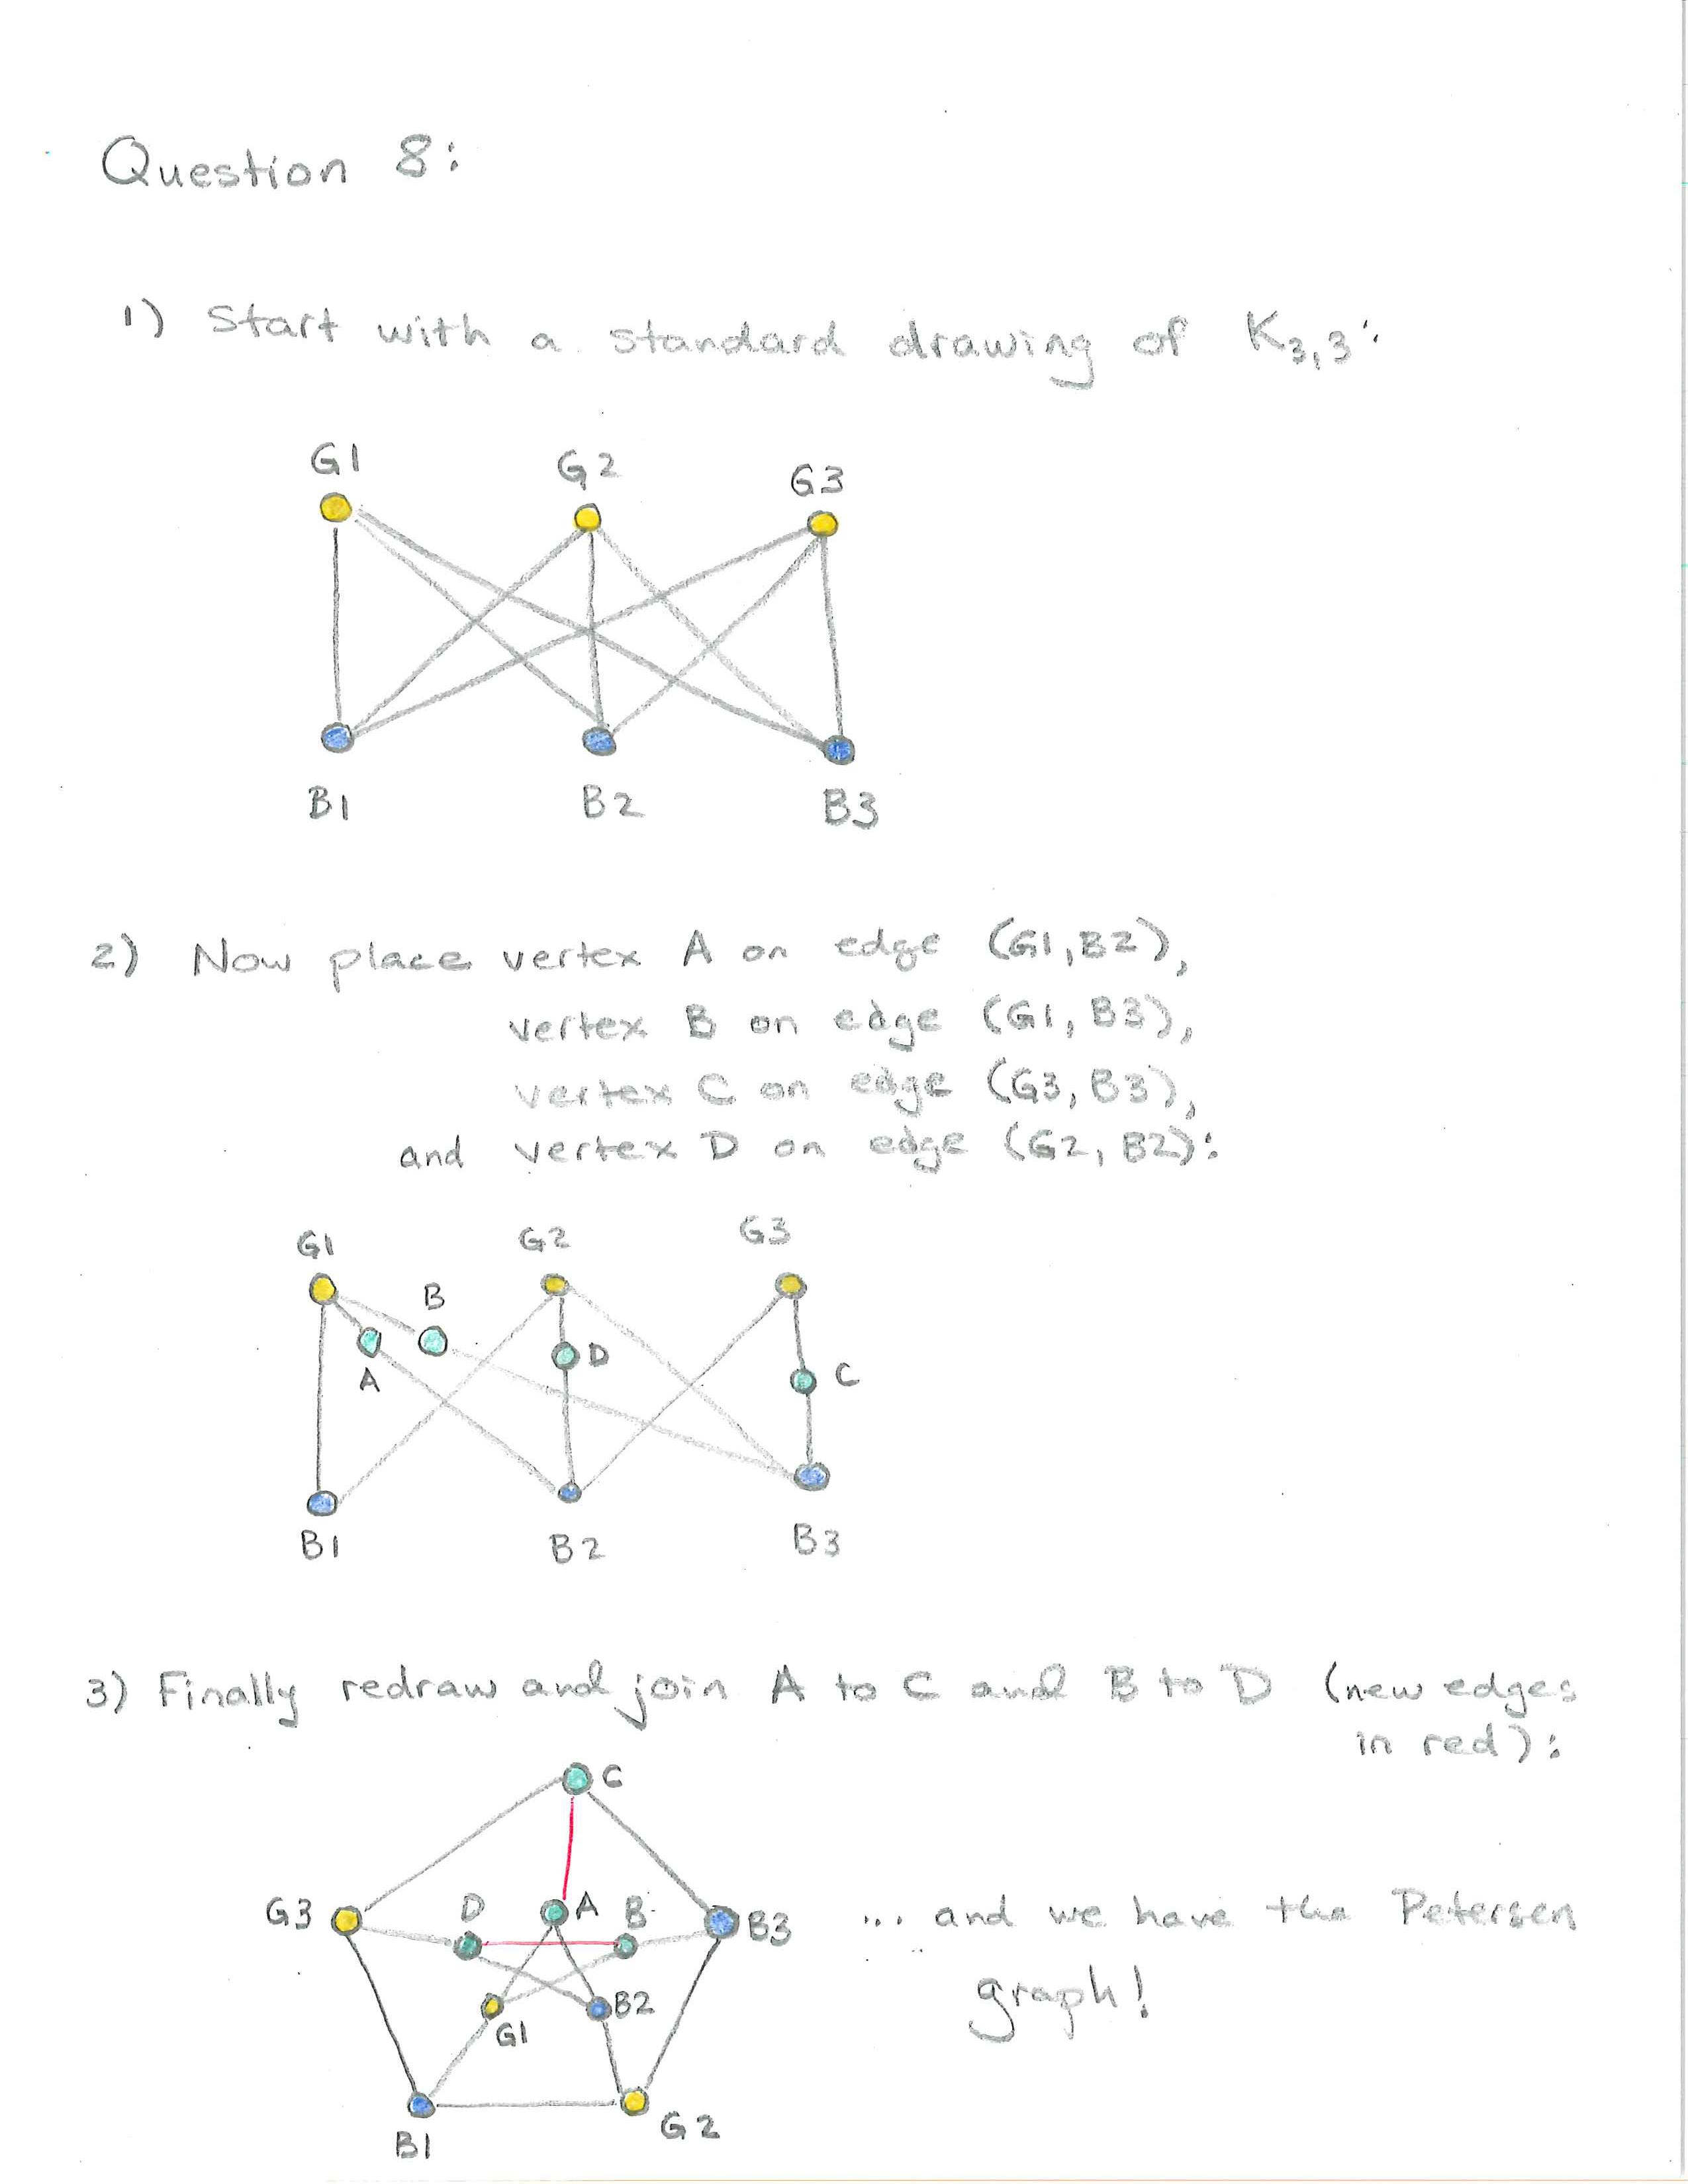 Question 8:
1) Start with a standard drawing of K3,3:
G1 G2 G3
B1 B2 B3
2) Now place vertex A on edge (G1,B2),
vertex B on edge (G1, B3),
vertex C on edge (G3, B3),
and vertex D on edge (G2, B2):
G1 G2 G3
B
D
A C
B1 B2 B3
3) Finally redraw and join A to C and B to D (new edges
in red):
C
G3 D A B B3 ... and we have the Petersen
graph!
G1 B2
B1 G2